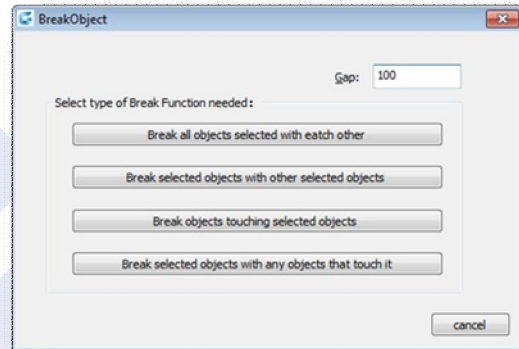 BreakObject
Gap: 100
Select type of Break Function needed:
Break all objects selected with eatch other
Break selected objects with other selected objects
Break objects touching selected objects
Break selected objects with any objects that touch it
cancel